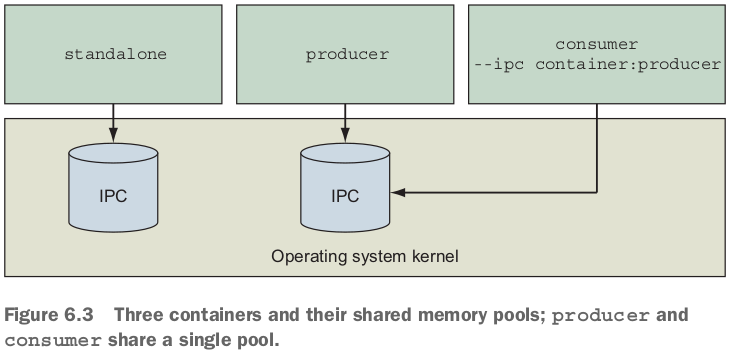 standalone
producer
consumer
--ipc container:producer
IPC
IPC
Operating system kernel
Figure 6.3 Three containers and their shared memory pools; producer and
consumer share a single pool.